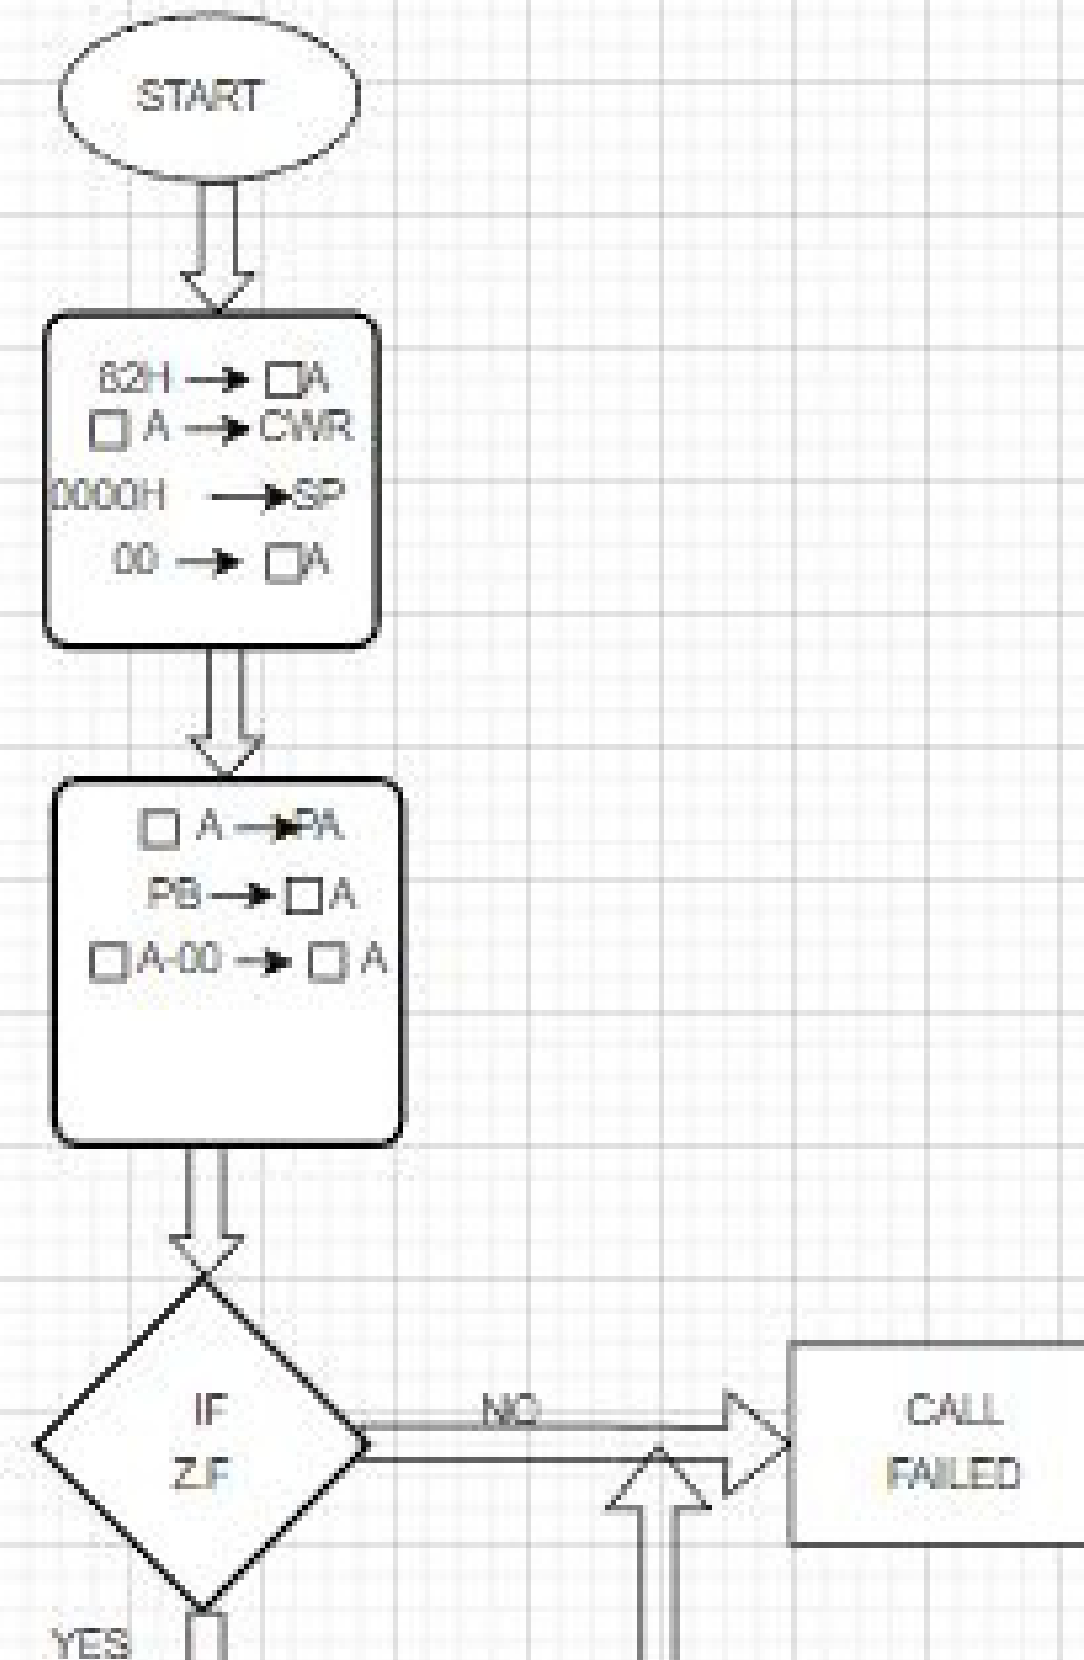 START
82H → □A
□ A → CWR
0000H → SP
00 → □A
□ A → PA
PB → □ A
□ A-00 → □ A
IF
Z.F
NO
CALL
FAILED
YES